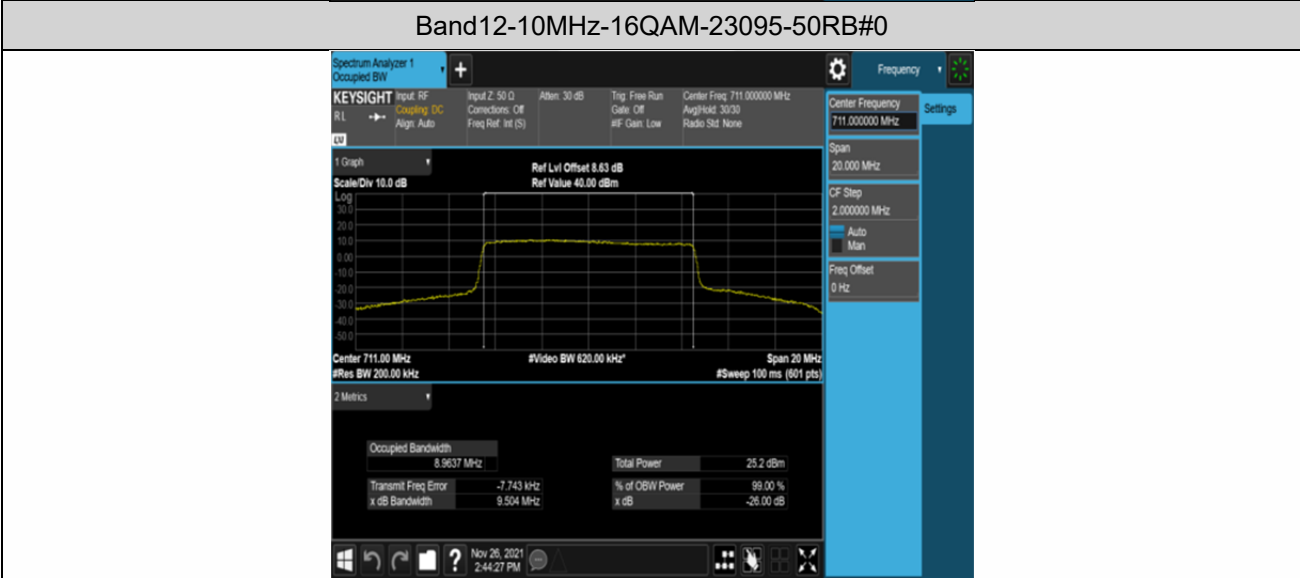 Band12-10MHz-16QAM-23095-50RB#0
Spectrum Analyzer 1
Occupied BW
+
Frequency
KEYSIGHT
RL
Input: RF
Coupling: DC
Align: Auto
Input Z: 50 Ω
Corrections: Off
Freq Ref: Int (S)
Atten: 30 dB
Trig: Free Run
Gate: Off
#IF Gain: Low
Center Freq: 711.000000 MHz
Avg|Hold: 30/30
Radio Std: None
Center Frequency
711.000000 MHz
Settings
Span
20.000 MHz
CF Step
2.000000 MHz
Auto
Man
Freq Offset
0 Hz
1 Graph
Scale/Div 10.0 dB
Ref Lvl Offset 8.63 dB
Ref Value 40.00 dBm
Log
30.0
20.0
10.0
0.00
-10.0
-20.0
-30.0
-40.0
-50.0
Center 711.00 MHz
#Video BW 620.00 kHz*
Span 20 MHz
#Res BW 200.00 kHz
#Sweep 100 ms (601 pts)
2 Metrics
Occupied Bandwidth
8.9637 MHz
Total Power 25.2 dBm
Transmit Freq Error -7.743 kHz
% of OBW Power 99.00 %
x dB Bandwidth 9.504 MHz
x dB -26.00 dB
?
Nov 26, 2021
2:44:27 PM